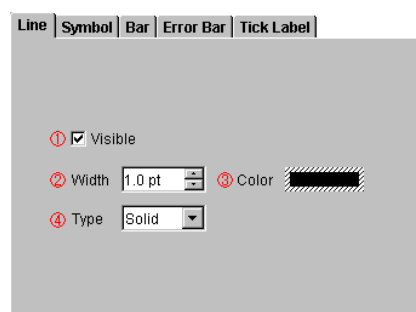 Line Symbol Bar Error Bar Tick Label
① Visible
② Width 1.0 pt ③ Color
④ Type Solid